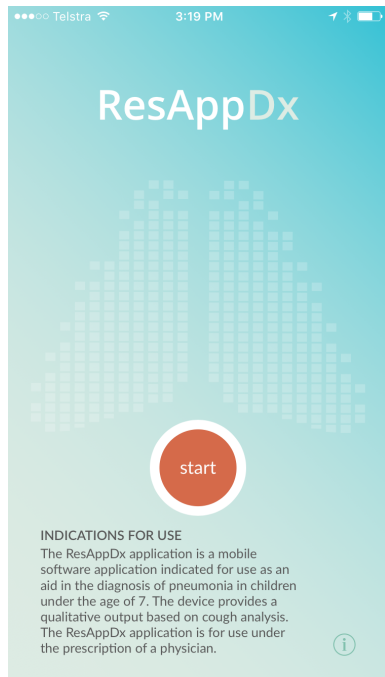 Telstra 3:19 PM
ResAppDx
start
INDICATIONS FOR USE
The ResAppDx application is a mobile
software application indicated for use as an
aid in the diagnosis of pneumonia in children
under the age of 7. The device provides a
qualitative output based on cough analysis.
The ResAppDx application is for use under
the prescription of a physician.
i